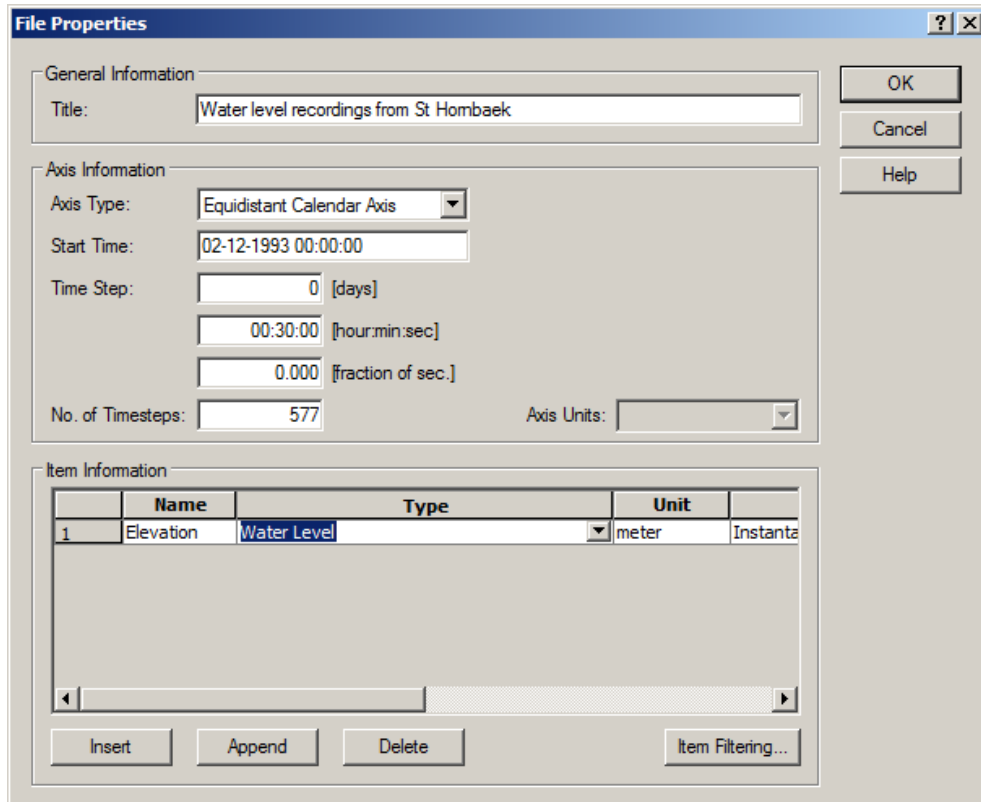 File Properties
General Information
Title: Water level recordings from St Hornbaek
OK
Cancel
Help
Axis Information
Axis Type: Equidistant Calendar Axis
Start Time: 02-12-1993 00:00:00
Time Step: 0 [days]
00:30:00 [hour:min:sec]
0.000 [fraction of sec.]
No. of Timesteps: 577 Axis Units:
Item Information
Name Type Unit
1 Elevation Water Level meter Instanta
Insert Append Delete Item Filtering...